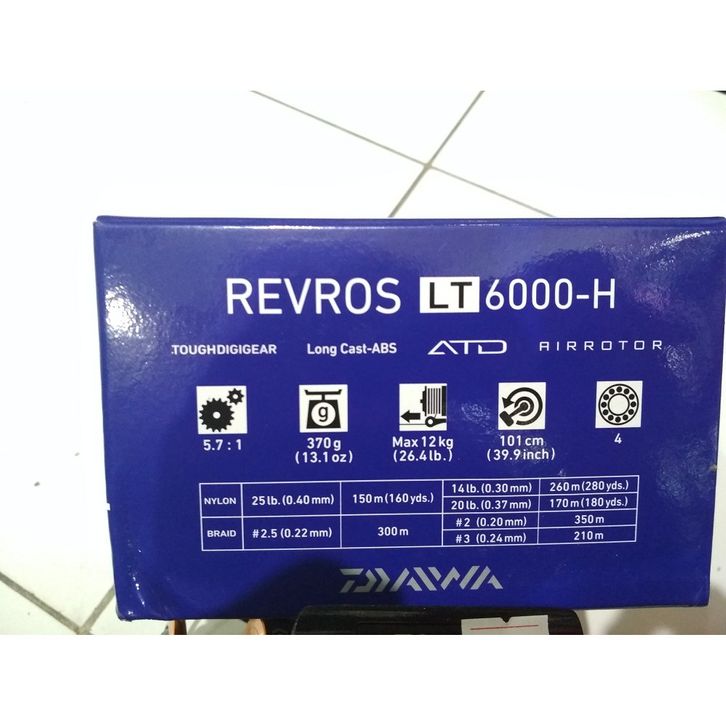 REVROS LT 6000-H
TOUGHDIGIGEAR Long Cast-ABS ATD AIRROTOR
g
5.7 : 1 370 g Max 12 kg 101 cm 4
(13.1 oz) (26.4 lb.) (39.9 inch)
NYLON 25 lb. (0.40 mm) 150 m (160 yds.) 14 lb. (0.30 mm) 260 m (280 yds.)
20 lb. (0.37 mm) 170 m (180 yds.)
BRAID #2.5 (0.22 mm) 300 m #2 (0.20 mm) 350 m
#3 (0.24 mm) 210 m
DAIWA